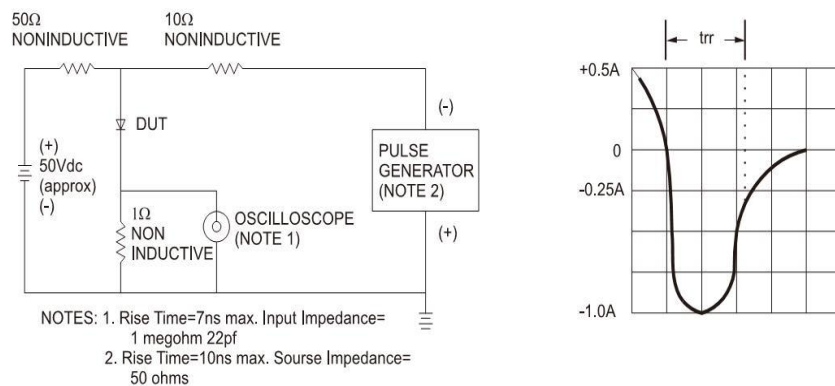 50Ω
NONINDUCTIVE
10Ω
NONINDUCTIVE
DUT
(+)
50Vdc
(approx)
(-)
1Ω
NON
INDUCTIVE
OSCILLOSCOPE
(NOTE 1)
(-)
PULSE
GENERATOR
(NOTE 2)
(+)
NOTES: 1. Rise Time=7ns max. Input Impedance=
1 megohm 22pf
2. Rise Time=10ns max. Sourse Impedance=
50 ohms
trr
+0.5A
0
-0.25A
-1.0A